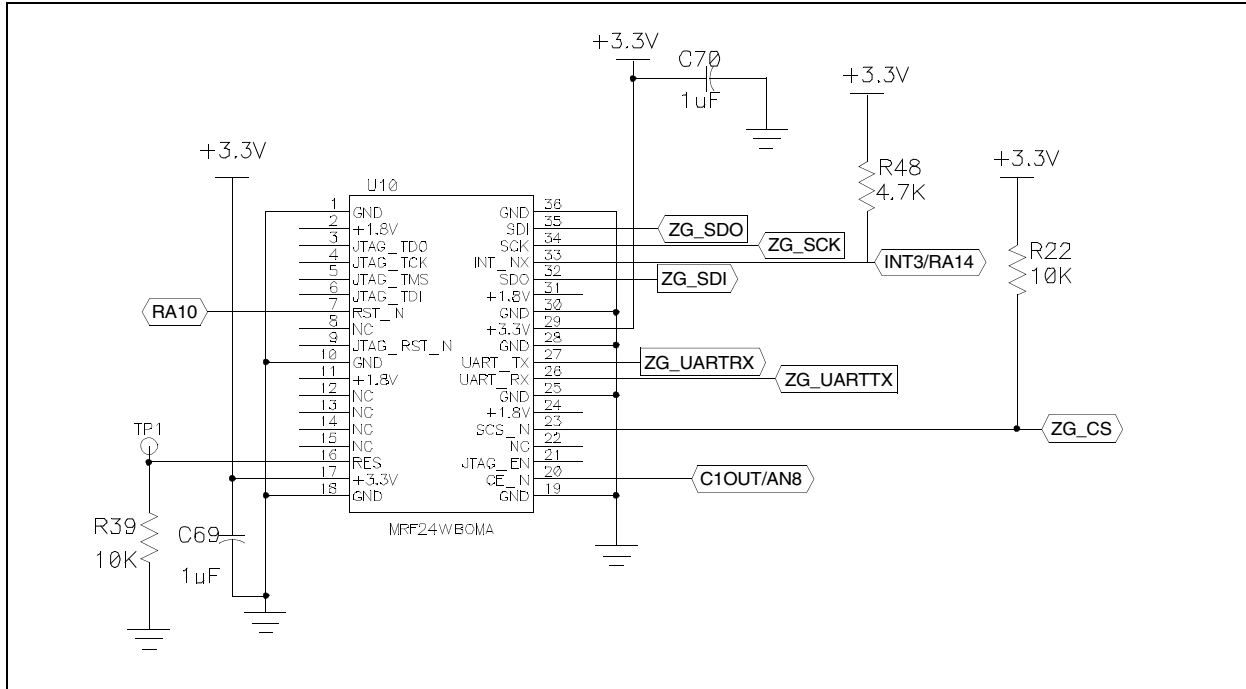 +3.3V
C70
1uF
+3.3V
R48
4.7K
+3.3V
R22
10K
+3.3V
U10
1 GND
2 +1.8V
3 JTAG_TDO
4 JTAG_TCK
5 JTAG_TMS
6 JTAG_TDI
7 RST_N
8 NC
9 JTAG_RST_N
10 GND
11 +1.8V
12 NC
13 NC
14 NC
15 NC
16 RES
17 +3.3V
18 GND
GND 36
SDI 35
SCK 34
INT_NX 33
SDO 32
+1.8V 31
GND 30
+3.3V 29
GND 28
UART_TX 27
UART_RX 26
GND 25
+1.8V 24
SCS_N 23
NC 22
JTAG_EN 21
CE_N 20
GND 19
MRF24WB0MA
ZG_SDO
ZG_SCK
INT3/RA14
ZG_SDI
RA10
ZG_UARTRX
ZG_UARTTX
ZG_CS
C1OUT/AN8
TP1
R39
10K
C69
1uF